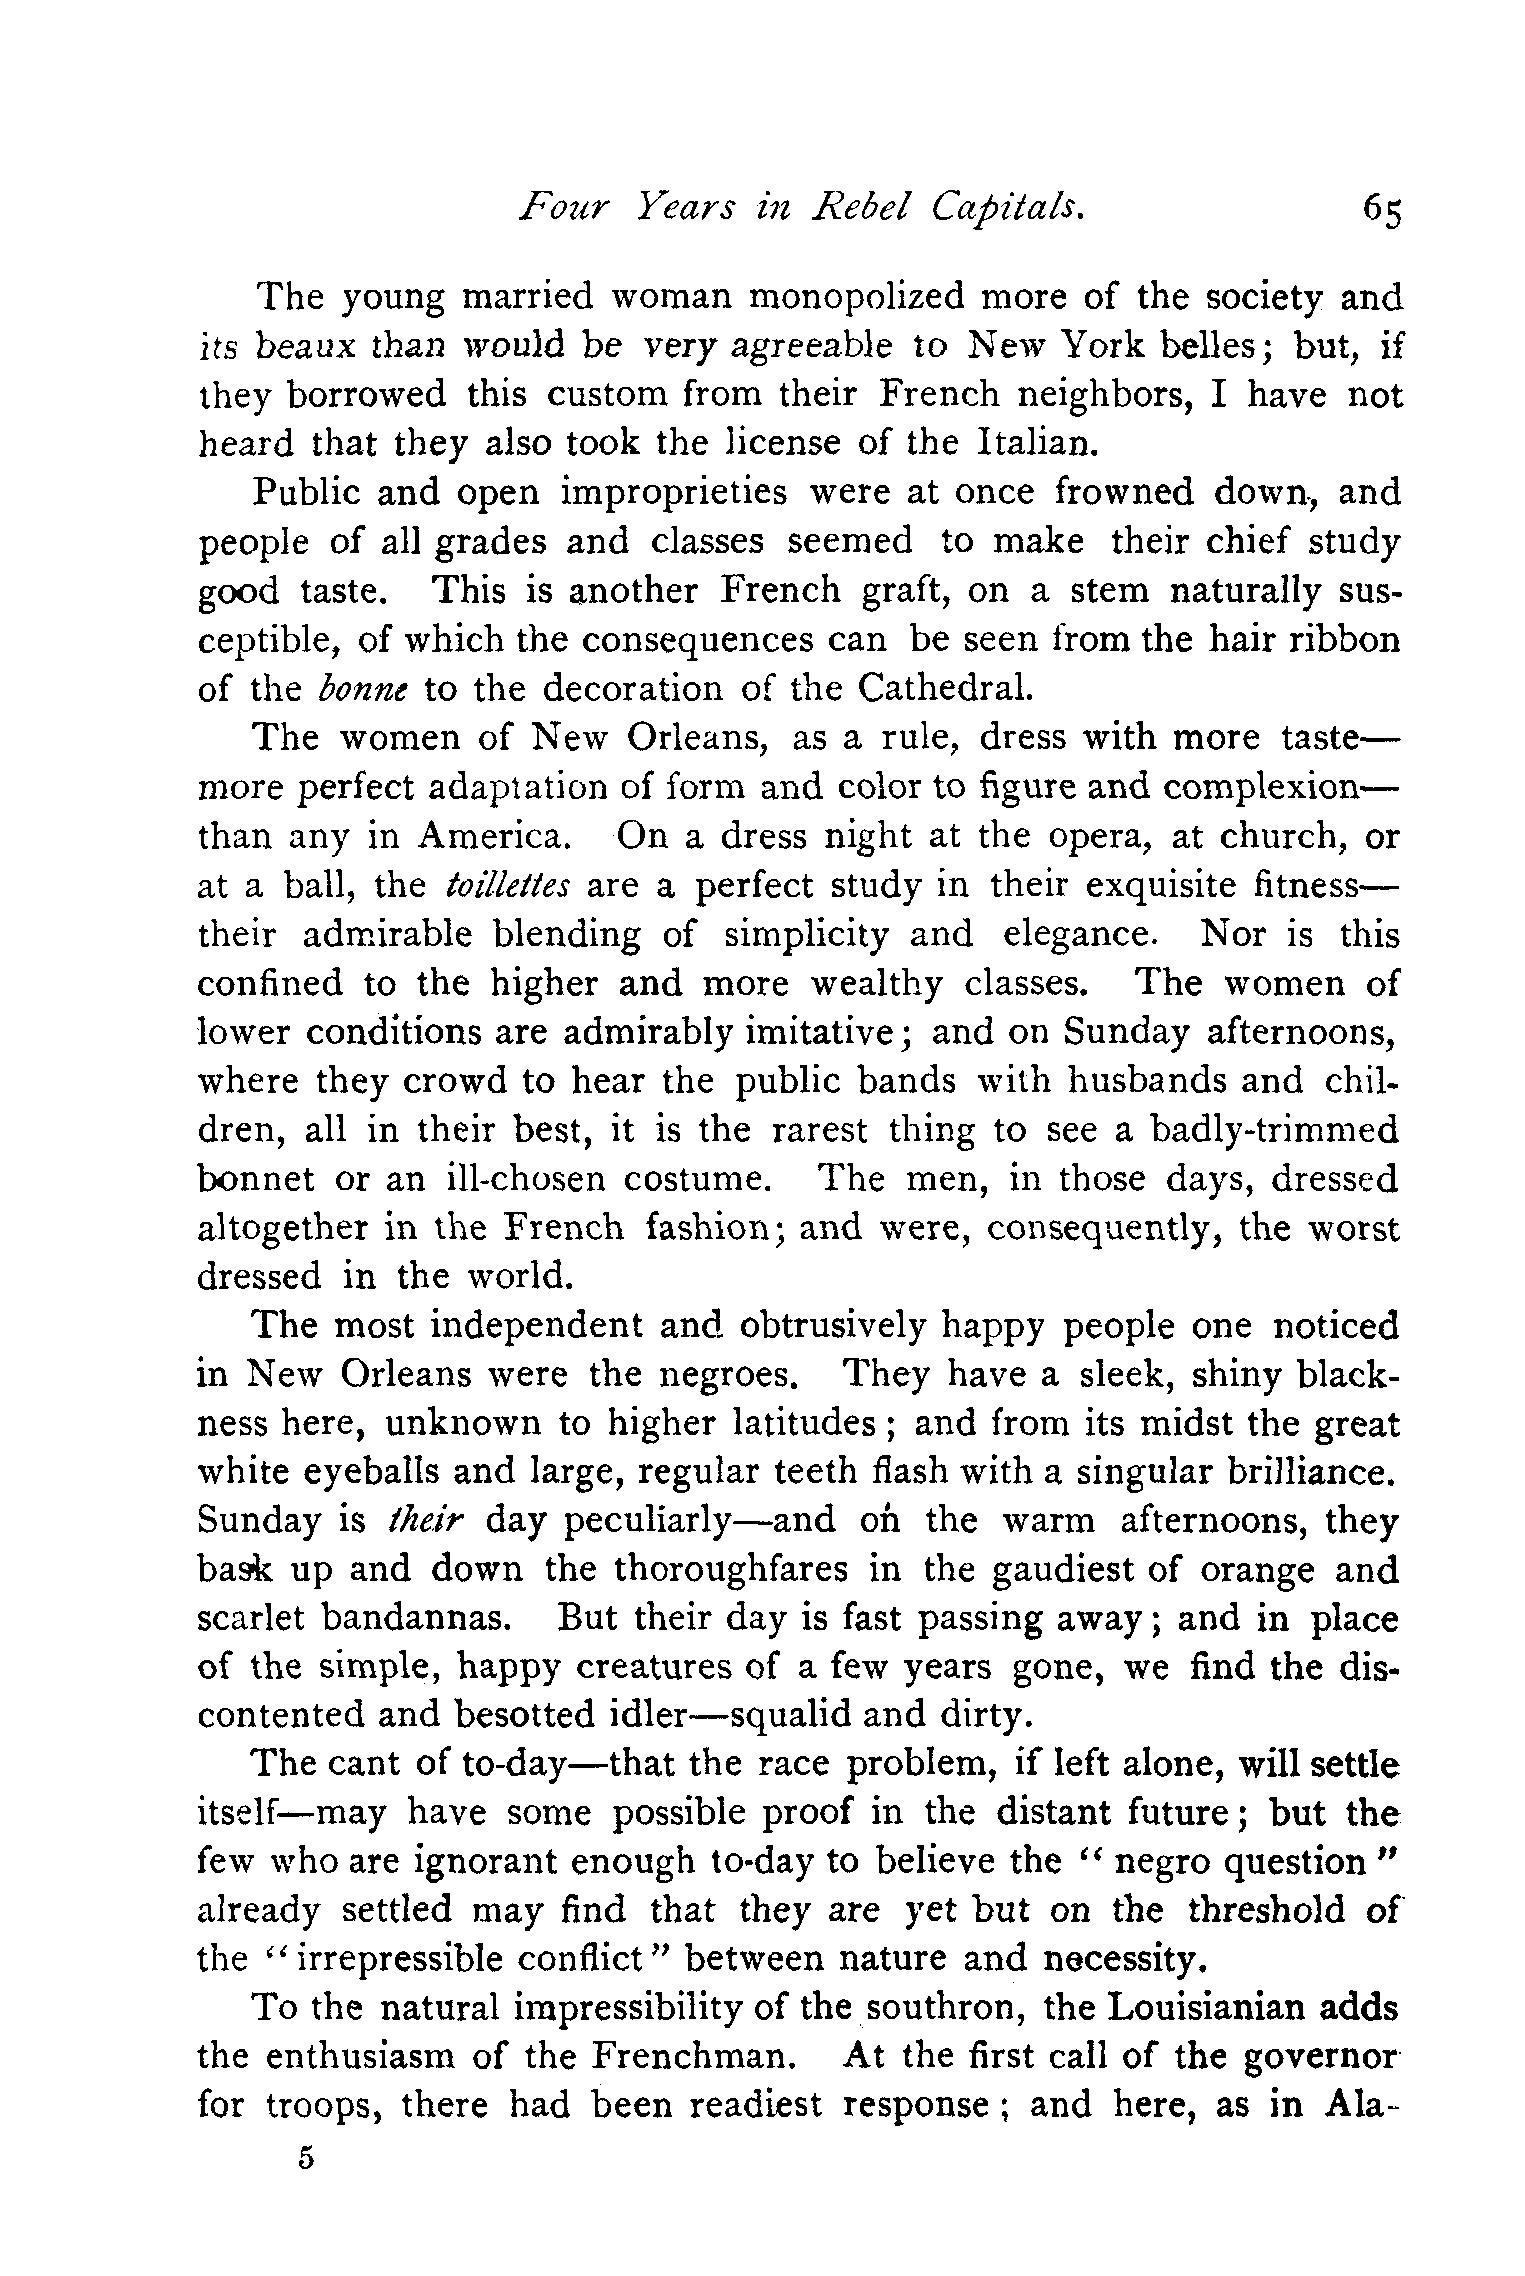 Four Years in Rebel Capitals. 65
The young married woman monopolized more of the society and
its beaux than would be very agreeable to New York belles; but, if
they borrowed this custom from their French neighbors, I have not
heard that they also took the license of the Italian.
Public and open improprieties were at once frowned down, and
people of all grades and classes seemed to make their chief study
good taste. This is another French graft, on a stem naturally sus-
ceptible, of which the consequences can be seen from the hair ribbon
of the bonne to the decoration of the Cathedral.
The women of New Orleans, as a rule, dress with more taste—
more perfect adaptation of form and color to figure and complexion—
than any in America. On a dress night at the opera, at church, or
at a ball, the toillettes are a perfect study in their exquisite fitness—
their admirable blending of simplicity and elegance. Nor is this
confined to the higher and more wealthy classes. The women of
lower conditions are admirably imitative; and on Sunday afternoons,
where they crowd to hear the public bands with husbands and chil-
dren, all in their best, it is the rarest thing to see a badly-trimmed
bonnet or an ill-chosen costume. The men, in those days, dressed
altogether in the French fashion; and were, consequently, the worst
dressed in the world.
The most independent and obtrusively happy people one noticed
in New Orleans were the negroes. They have a sleek, shiny black-
ness here, unknown to higher latitudes; and from its midst the great
white eyeballs and large, regular teeth flash with a singular brilliance.
Sunday is their day peculiarly—and on the warm afternoons, they
bask up and down the thoroughfares in the gaudiest of orange and
scarlet bandannas. But their day is fast passing away; and in place
of the simple, happy creatures of a few years gone, we find the dis-
contented and besotted idler—squalid and dirty.
The cant of to-day—that the race problem, if left alone, will settle
itself—may have some possible proof in the distant future; but the
few who are ignorant enough to-day to believe the "negro question"
already settled may find that they are yet but on the threshold of
the "irrepressible conflict" between nature and necessity.
To the natural impressibility of the southron, the Louisianian adds
the enthusiasm of the Frenchman. At the first call of the governor
for troops, there had been readiest response; and here, as in Ala-
5